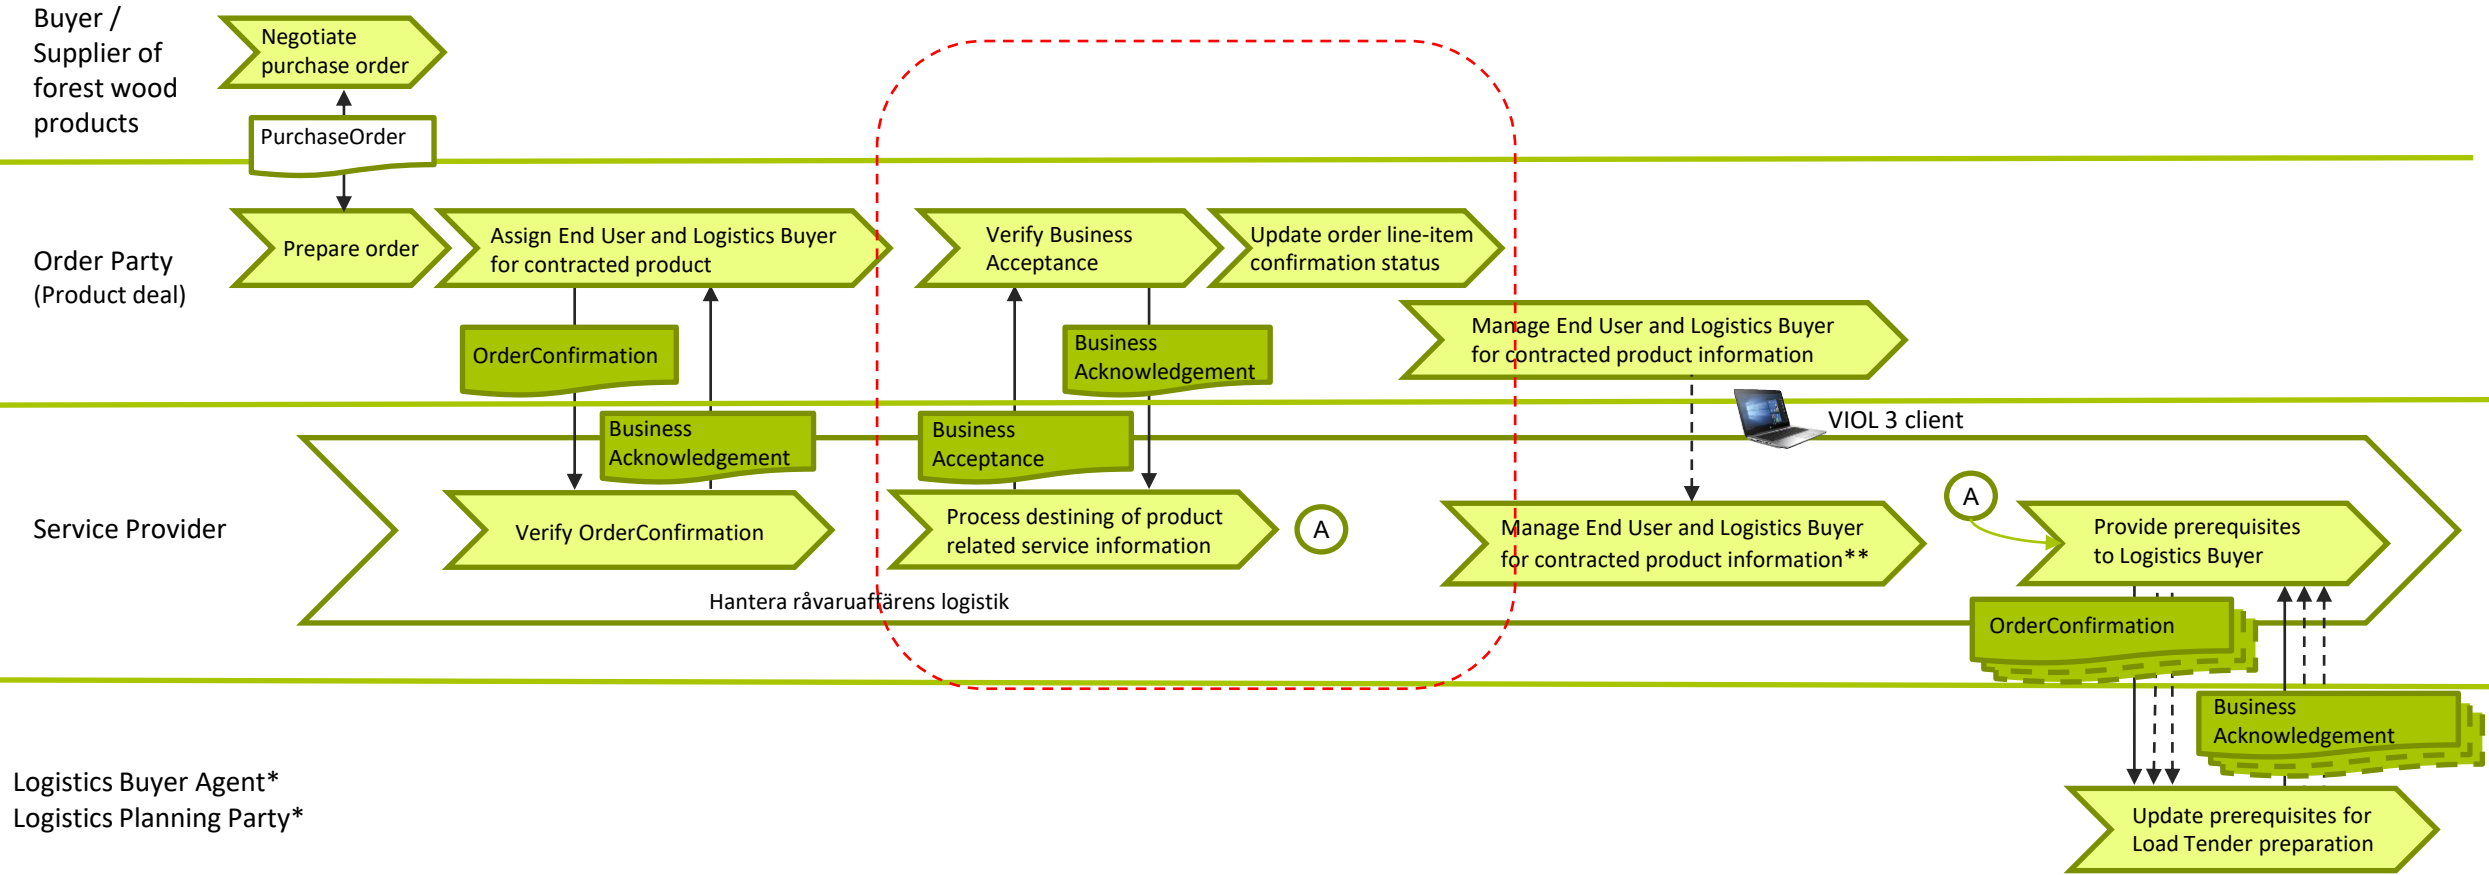 Buyer /
Supplier of
forest wood
products
Negotiate
purchase order
PurchaseOrder
Order Party
(Product deal)
Prepare order
Assign End User and Logistics Buyer
for contracted product
Verify Business
Acceptance
Update order line-item
confirmation status
OrderConfirmation
Business
Acknowledgement
Manage End User and Logistics Buyer
for contracted product information
VIOL 3 client
Service Provider
Business
Acknowledgement
Business
Acceptance
Verify OrderConfirmation
Process destining of product
related service information
A
Manage End User and Logistics Buyer
for contracted product information**
A
Provide prerequisites
to Logistics Buyer
Hantera råvaruaffärens logistik
OrderConfirmation
Business
Acknowledgement
Logistics Buyer Agent*
Logistics Planning Party*
Update prerequisites for
Load Tender preparation